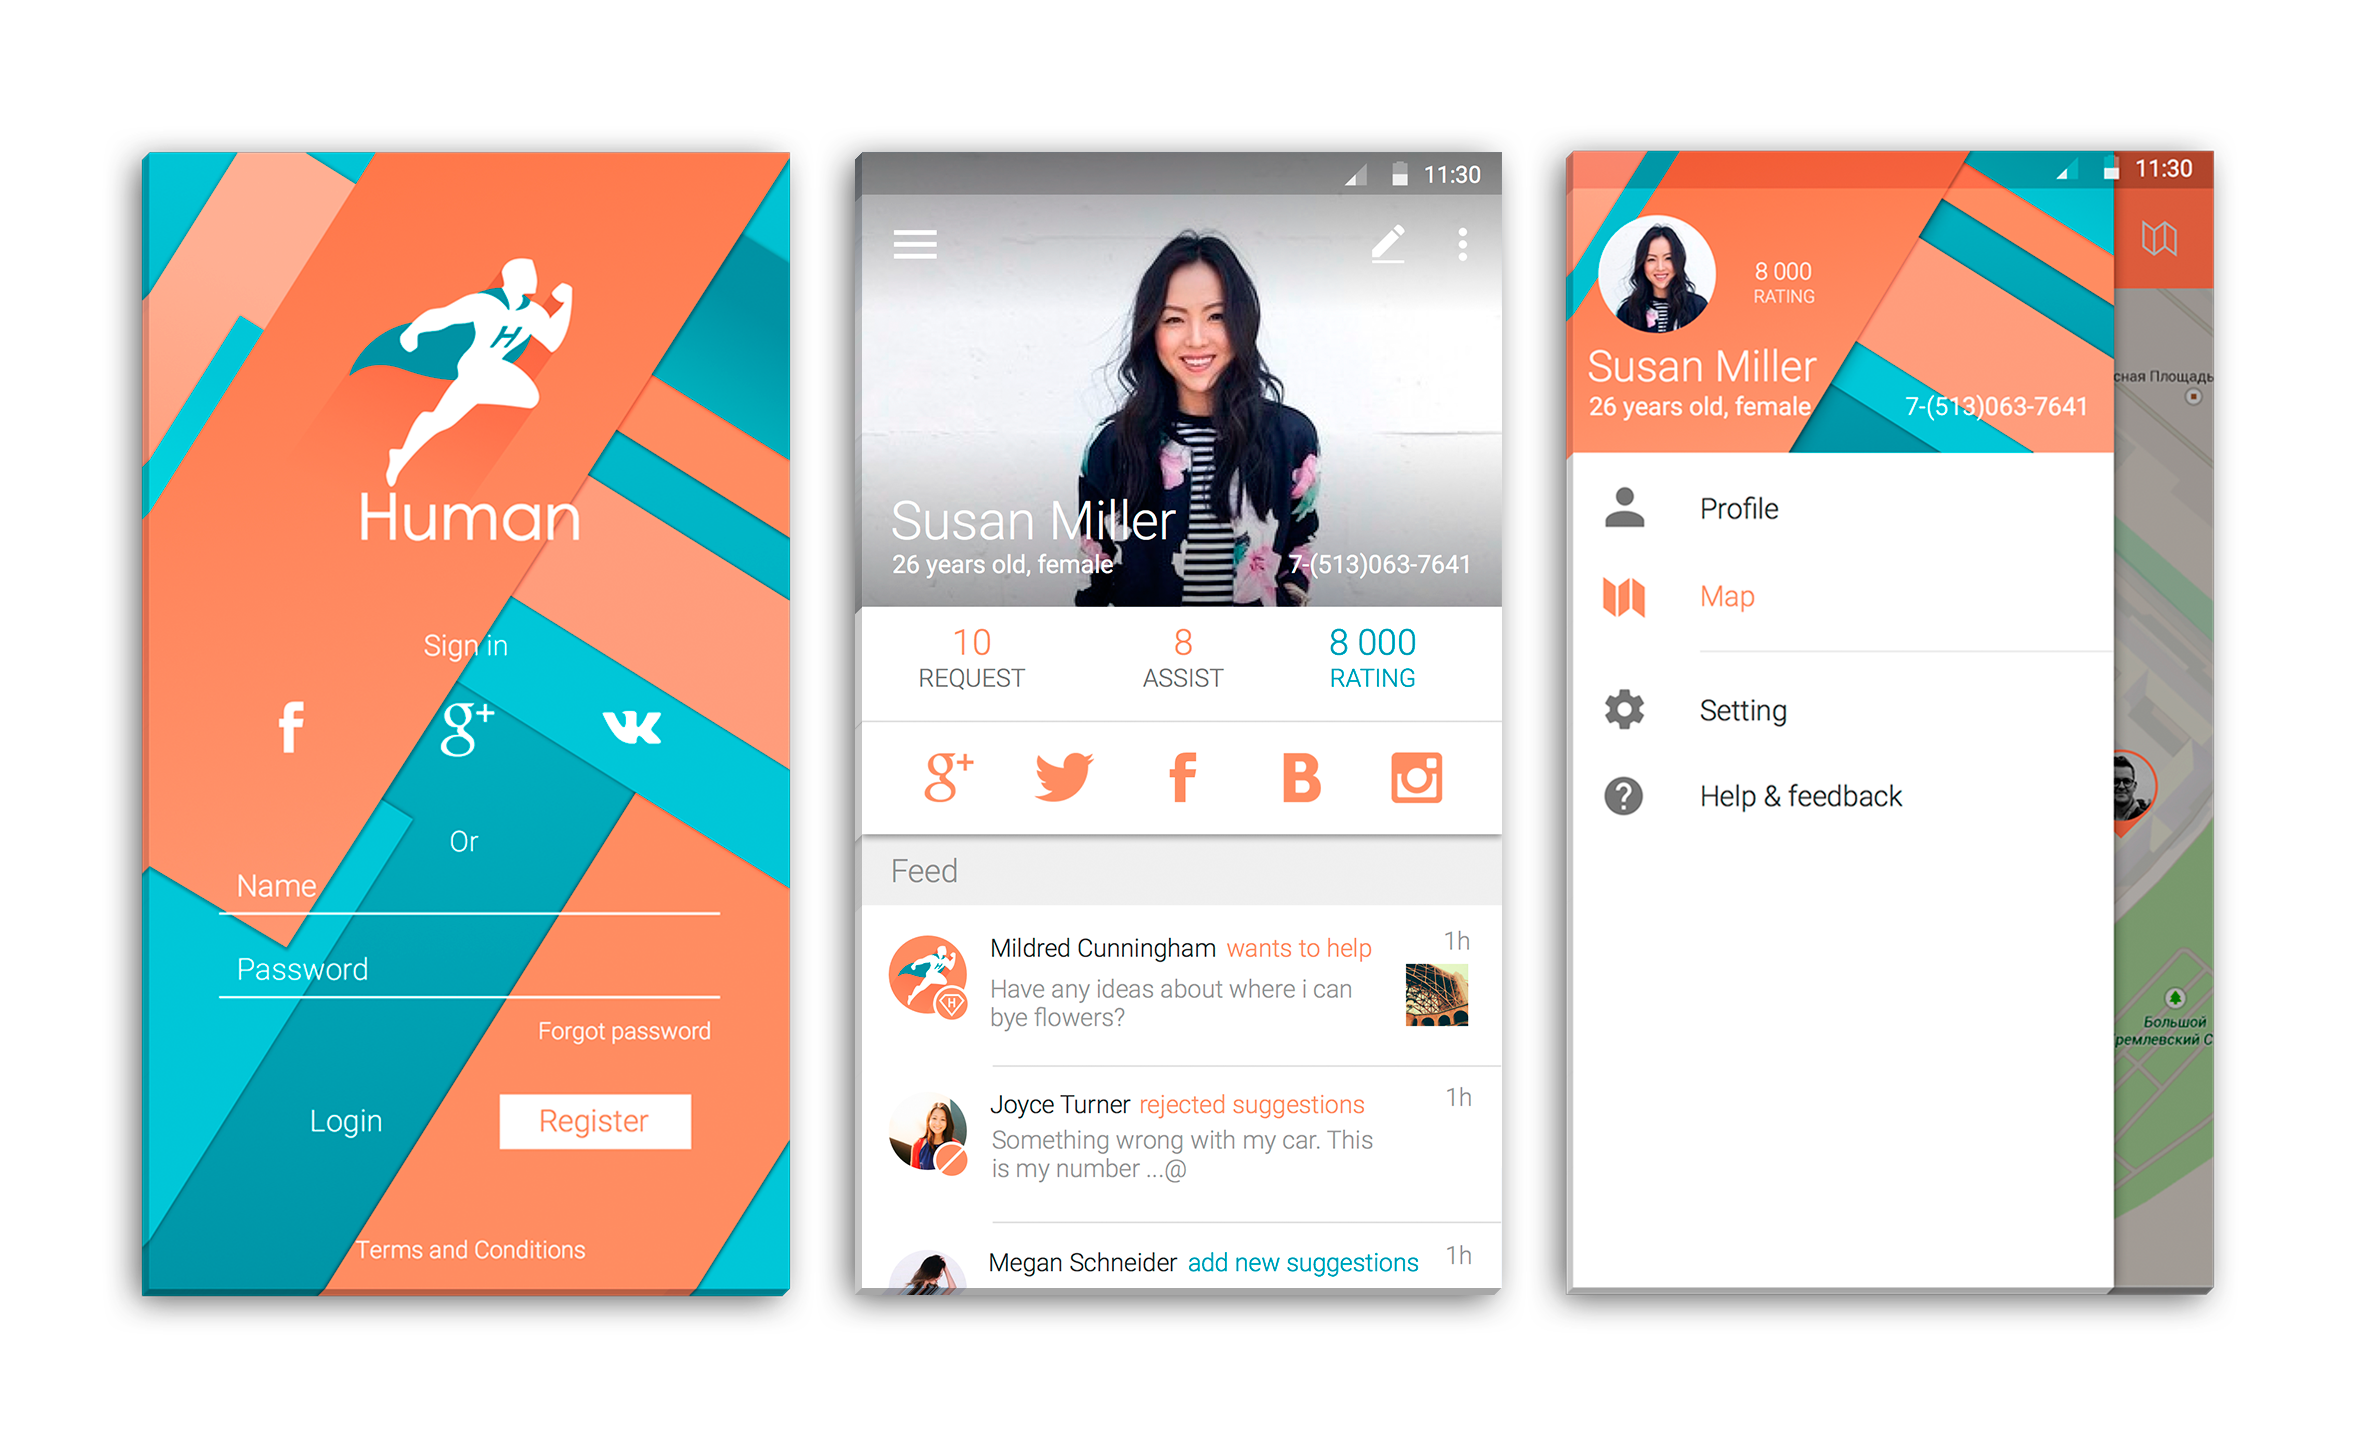 H
Human
Sign in
f
g+
VK
Or
Name
Password
Forgot password
Login
Register
Terms and Conditions
11:30
Susan Miller
26 years old, female
7-(513)063-7641
10
REQUEST
8
ASSIST
8 000
RATING
g+
f
B
Feed
Mildred Cunningham wants to help
1h
Have any ideas about where i can
bye flowers?
H
Joyce Turner rejected suggestions
1h
Something wrong with my car. This
is my number ...@
Megan Schneider add new suggestions
1h
11:30
8 000
RATING
Susan Miller
26 years old, female
7-(513)063-7641
Profile
Map
Setting
?
Help & feedback
сная Площадь
Большой
ремлевский С